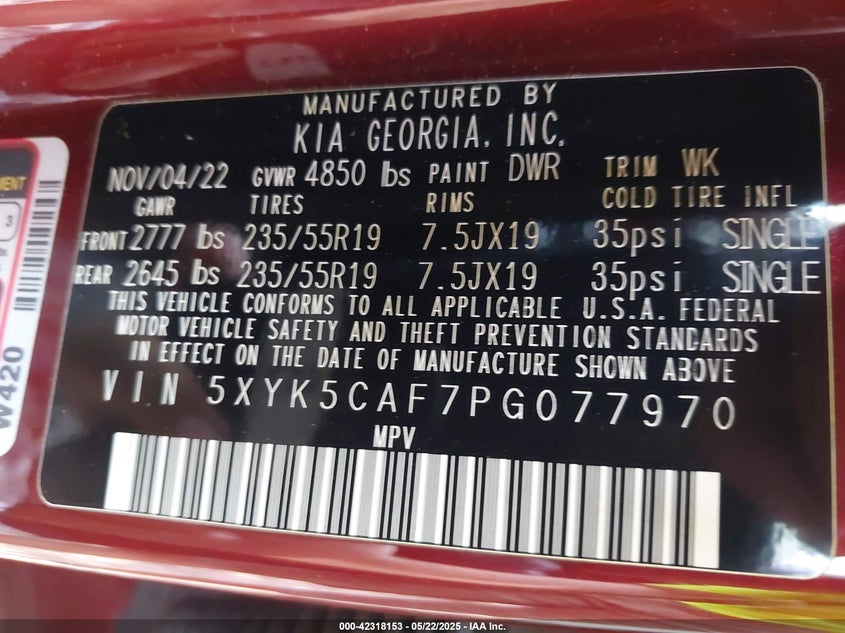 MANUFACTURED BY
KIA GEORGIA, INC.
NOV/04/22 GVWR 4850 lbs PAINT DWR TRIM WK
GAWR TIRES RIMS COLD TIRE INFL
FRONT 2777 lbs 235/55R19 7.5JX19 35psi SINGLE
REAR 2645 lbs 235/55R19 7.5JX19 35psi SINGLE
THIS VEHICLE CONFORMS TO ALL APPLICABLE U.S.A. FEDERAL
MOTOR VEHICLE SAFETY AND THEFT PREVENTION STANDARDS
IN EFFECT ON THE DATE OF MANUFACTURE SHOWN ABOVE
VIN 5XYK5CAF7PG077970
MPV
W420
000-42318153 - 05/22/2025 - IAA Inc.